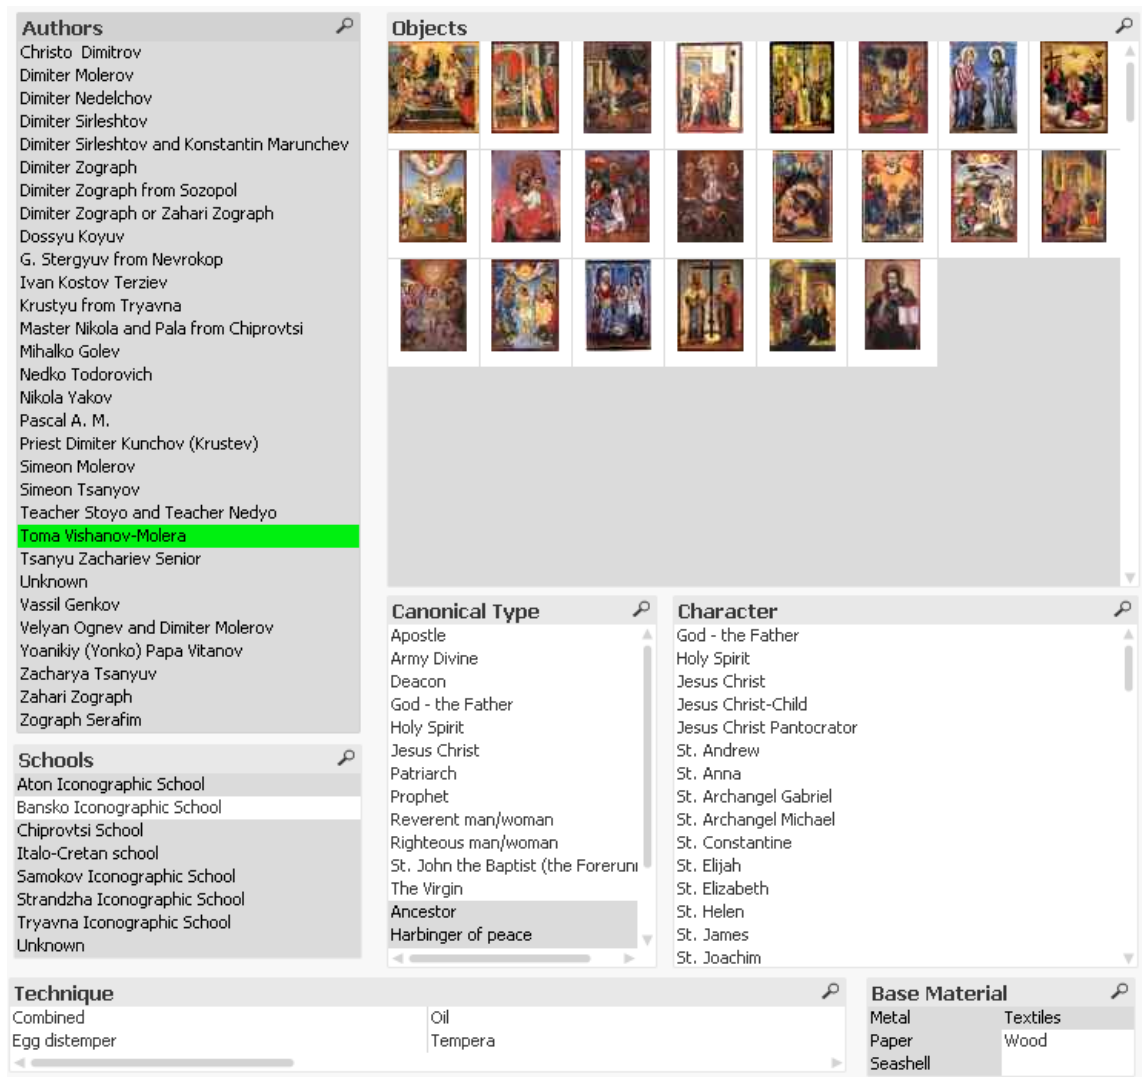 Authors
Christo Dimitrov
Dimiter Molerov
Dimiter Nedelchov
Dimiter Sirleshtov
Dimiter Sirleshtov and Konstantin Marunchev
Dimiter Zograph
Dimiter Zograph from Sozopol
Dimiter Zograph or Zahari Zograph
Dossyu Koyuv
G. Stergyuv from Nevrokop
Ivan Kostov Terziev
Krustyu from Tryavna
Master Nikola and Pala from Chiprovtsi
Mihalko Golev
Nedko Todorovich
Nikola Yakov
Pascal A. M.
Priest Dimiter Kunchov (Krustev)
Simeon Molerov
Simeon Tsanyov
Teacher Stoyo and Teacher Nedyo
Toma Vishanov-Molera
Tsanyu Zachariev Senior
Unknown
Vassil Genkov
Velyan Ognev and Dimiter Molerov
Yoanikiy (Yonko) Papa Vitanov
Zacharya Tsanyuv
Zahari Zograph
Zograph Serafim
Schools
Aton Iconographic School
Bansko Iconographic School
Chiprovtsi School
Italo-Cretan school
Samokov Iconographic School
Strandzha Iconographic School
Tryavna Iconographic School
Unknown
Objects
Canonical Type
Apostle
Army Divine
Deacon
God - the Father
Holy Spirit
Jesus Christ
Patriarch
Prophet
Reverent man/woman
Righteous man/woman
St. John the Baptist (the Forerun
The Virgin
Ancestor
Harbinger of peace
Character
God - the Father
Holy Spirit
Jesus Christ
Jesus Christ-Child
Jesus Christ Pantocrator
St. Andrew
St. Anna
St. Archangel Gabriel
St. Archangel Michael
St. Constantine
St. Elijah
St. Elizabeth
St. Helen
St. James
St. Joachim
Technique
Combined Oil
Egg distemper Tempera
Base Material
Metal Textiles
Paper Wood
Seashell